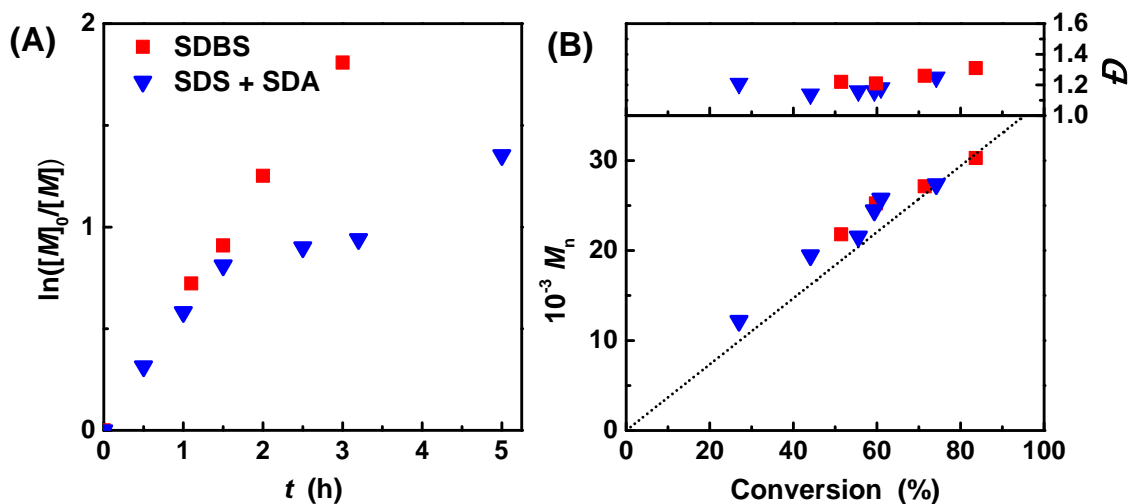 (A)
2
1
0
ln([M]0/[M])
SDBS
SDS + SDA
0 1 2 3 4 5
t (h)
(B)
1.6
1.4
1.2
1.0
Đ
30
20
10
0
10-3 Mn
0 20 40 60 80 100
Conversion (%)